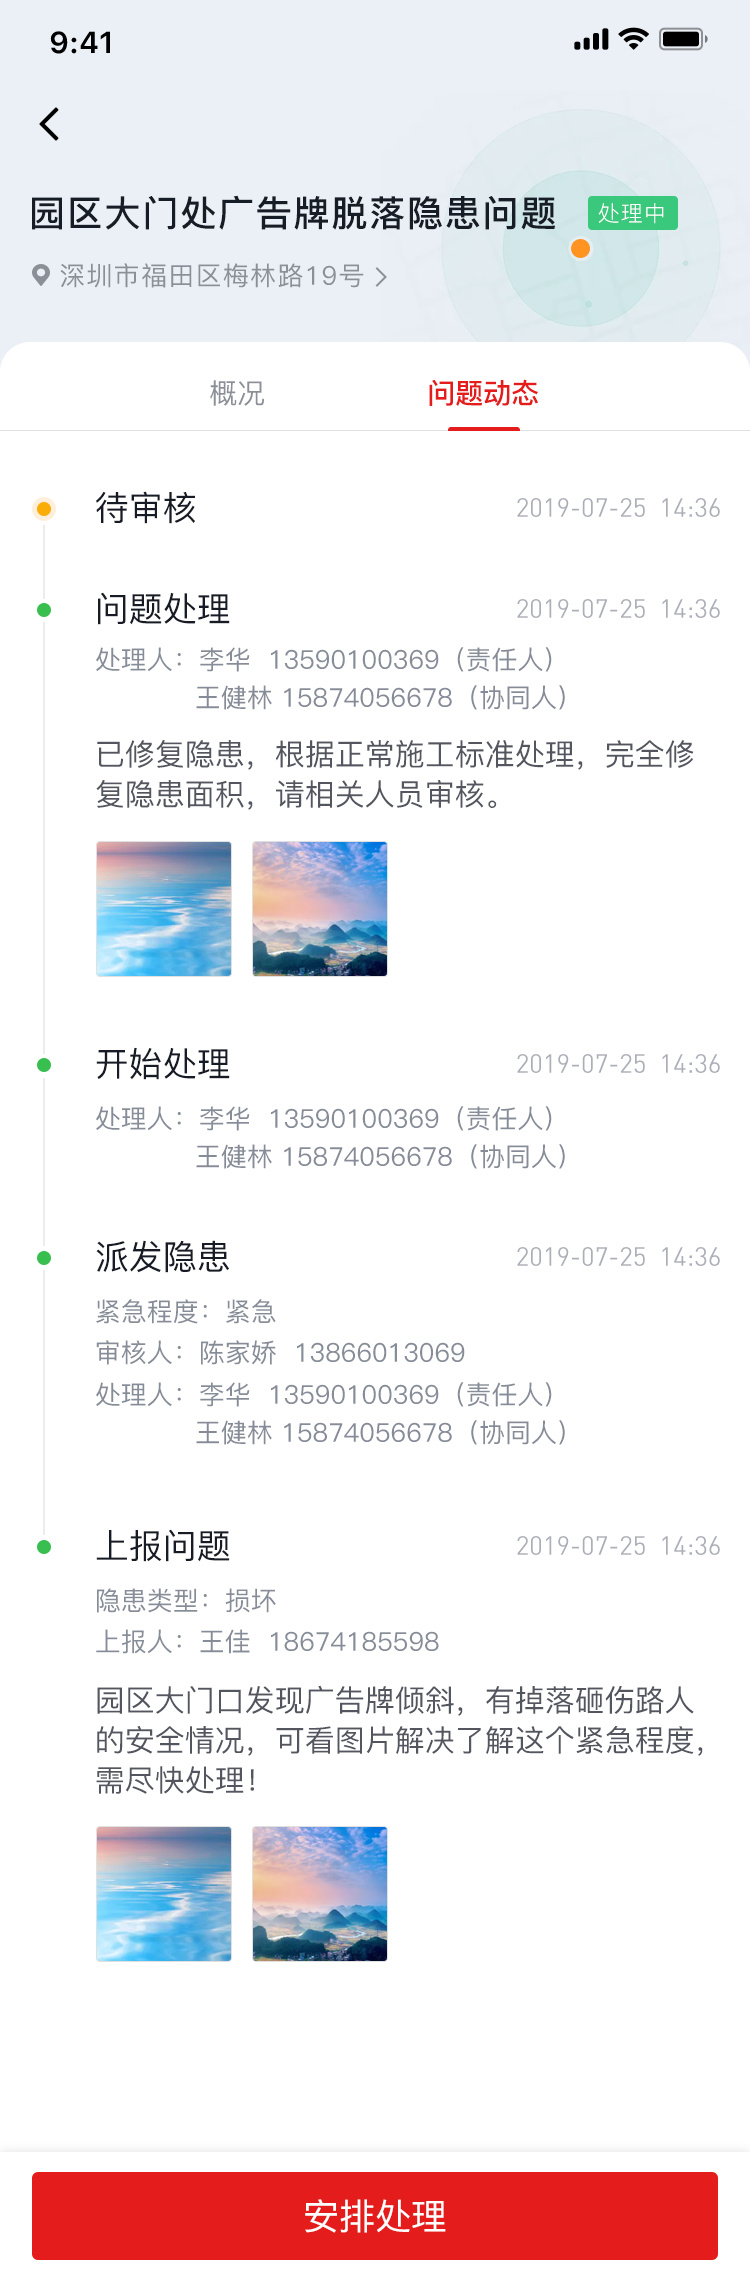 9:41
园区大门处广告牌脱落隐患问题 处理中
深圳市福田区梅林路19号
概况 问题动态
待审核 2019-07-25 14:36
问题处理 2019-07-25 14:36
处理人：李华 13590100369（责任人）
王健林 15874056678（协同人）
已修复隐患，根据正常施工标准处理，完全修
复隐患面积，请相关人员审核。
开始处理 2019-07-25 14:36
处理人：李华 13590100369（责任人）
王健林 15874056678（协同人）
派发隐患 2019-07-25 14:36
紧急程度：紧急
审核人：陈家娇 13866013069
处理人：李华 13590100369（责任人）
王健林 15874056678（协同人）
上报问题 2019-07-25 14:36
隐患类型：损坏
上报人：王佳 18674185598
园区大门口发现广告牌倾斜，有掉落砸伤路人
的安全情况，可看图片解决了解这个紧急程度，
需尽快处理！
安排处理